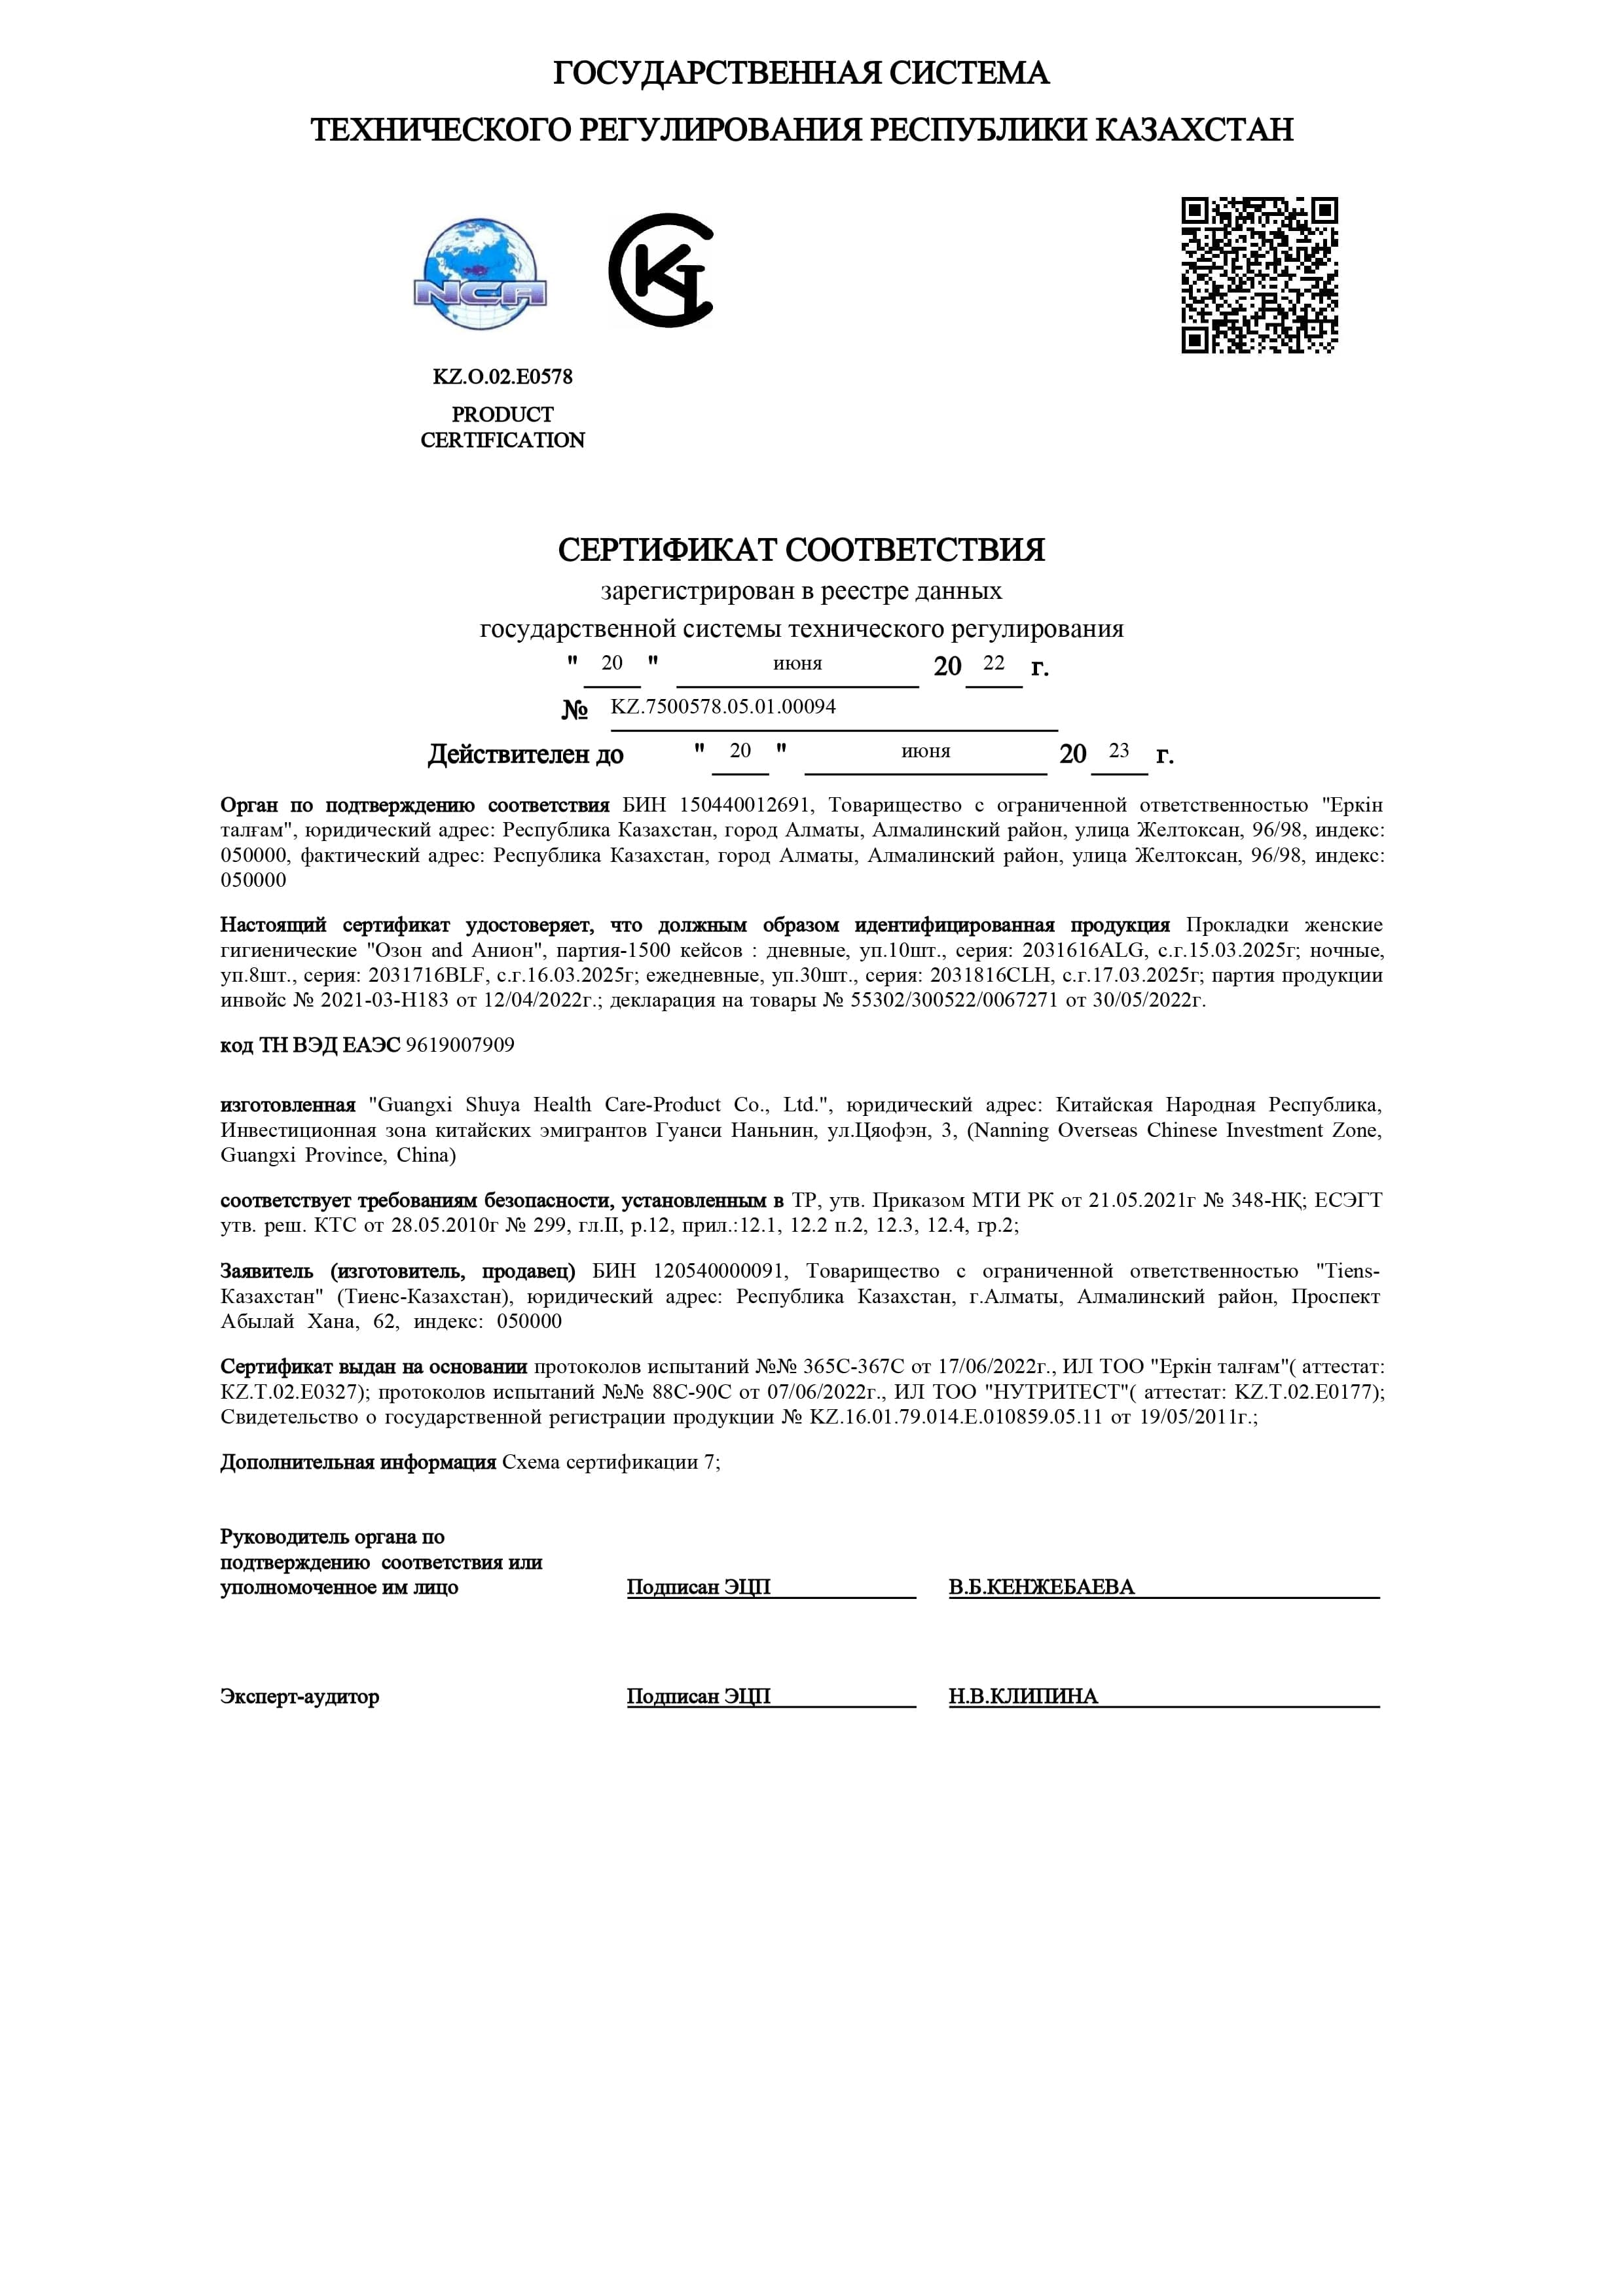 ГОСУДАРСТВЕННАЯ СИСТЕМА
ТЕХНИЧЕСКОГО РЕГУЛИРОВАНИЯ РЕСПУБЛИКИ КАЗАХСТАН
NCA
KZ.O.02.E0578
PRODUCT
CERTIFICATION
СЕРТИФИКАТ СООТВЕТСТВИЯ
зарегистрирован в реестре данных
государственной системы технического регулирования
" 20 " июня 20 22 г.
№ KZ.7500578.05.01.00094
Действителен до " 20 " июня 20 23 г.
Орган по подтверждению соответствия БИН 150440012691, Товарищество с ограниченной ответственностью "Еркін
талғам", юридический адрес: Республика Казахстан, город Алматы, Алмалинский район, улица Желтоксан, 96/98, индекс:
050000, фактический адрес: Республика Казахстан, город Алматы, Алмалинский район, улица Желтоксан, 96/98, индекс:
050000
Настоящий сертификат удостоверяет, что должным образом идентифицированная продукция Прокладки женские
гигиенические "Озон and Анион", партия-1500 кейсов : дневные, уп.10шт., серия: 2031616ALG, с.г.15.03.2025г; ночные,
уп.8шт., серия: 2031716BLF, с.г.16.03.2025г; ежедневные, уп.30шт., серия: 2031816CLH, с.г.17.03.2025г; партия продукции
инвойс № 2021-03-H183 от 12/04/2022г.; декларация на товары № 55302/300522/0067271 от 30/05/2022г.
код ТН ВЭД ЕАЭС 9619007909
изготовленная "Guangxi Shuya Health Care-Product Co., Ltd.", юридический адрес: Китайская Народная Республика,
Инвестиционная зона китайских эмигрантов Гуанси Наньнин, ул.Цяофэн, 3, (Nanning Overseas Chinese Investment Zone,
Guangxi Province, China)
соответствует требованиям безопасности, установленным в ТР, утв. Приказом МТИ РК от 21.05.2021г № 348-НҚ; ЕСЭГТ
утв. реш. КТС от 28.05.2010г № 299, гл.II, р.12, прил.:12.1, 12.2 п.2, 12.3, 12.4, гр.2;
Заявитель (изготовитель, продавец) БИН 120540000091, Товарищество с ограниченной ответственностью "Tiens-
Казахстан" (Тиенс-Казахстан), юридический адрес: Республика Казахстан, г.Алматы, Алмалинский район, Проспект
Абылай Хана, 62, индекс: 050000
Сертификат выдан на основании протоколов испытаний №№ 365С-367С от 17/06/2022г., ИЛ ТОО "Еркін талғам"( аттестат:
KZ.T.02.E0327); протоколов испытаний №№ 88С-90С от 07/06/2022г., ИЛ ТОО "НУТРИТЕСТ"( аттестат: KZ.T.02.E0177);
Свидетельство о государственной регистрации продукции № KZ.16.01.79.014.E.010859.05.11 от 19/05/2011г.;
Дополнительная информация Схема сертификации 7;
Руководитель органа по
подтверждению соответствия или
уполномоченное им лицо Подписан ЭЦП В.Б.КЕНЖЕБАЕВА
Эксперт-аудитор Подписан ЭЦП Н.В.КЛИПИНА